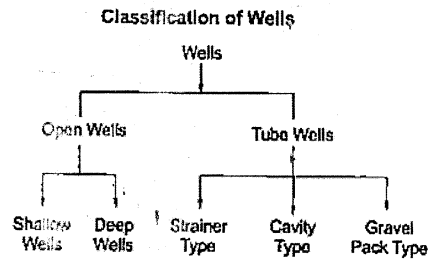 Classification of Wells
Wells
Open Wells
Tube Wells
Shallow Wells
Deep Wells
Strainer Type
Cavity Type
Gravel Pack Type